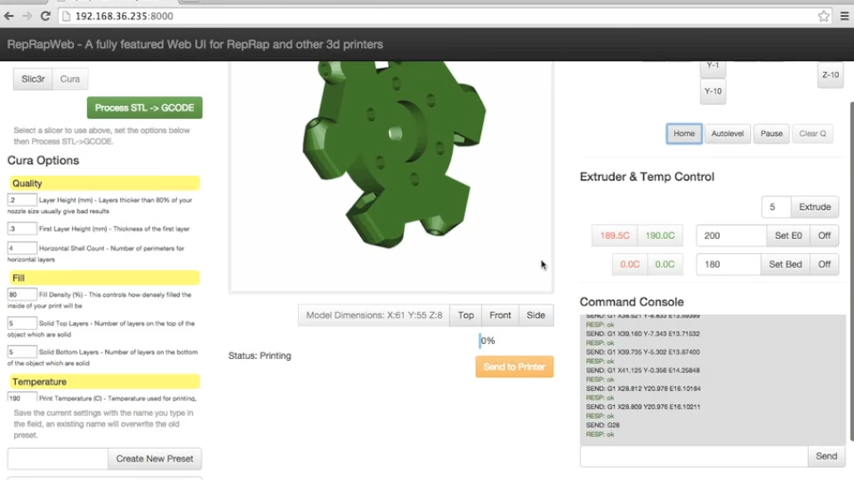 192.168.36.235:8000
RepRapWeb - A fully featured Web UI for RepRap and other 3d printers
Slic3r Cura
Process STL -> GCODE
Select a slicer to use above, set the options below
then Process STL->GCODE.
Cura Options
Quality
.2 Layer Height (mm) - Layers thicker than 80% of your
nozzle size usually give bad results
.3 First Layer Height (mm) - Thickness of the first layer
4 Horizontal Shell Count - Number of perimeters for
horizontal layers
Fill
80 Fill Density (%) - This controls how densely filled the
inside of your print will be
5 Solid Top Layers - Number of layers on the top of the
object which are solid
5 Solid Bottom Layers - Number of layers on the bottom
of the object which are solid
Temperature
190 Print Temperature (C) - Temperature used for printing,
Save the current settings with the name you type in
the field, an existing name will overwrite the old
preset.
Create New Preset
Model Dimensions: X:61 Y:55 Z:8 Top Front Side
0%
Status: Printing
Send to Printer
Y-1
Z-10
Y-10
Home Autolevel Pause Clear Q
Extruder & Temp Control
5 Extrude
189.5C 190.0C 200 Set E0 Off
0.0C 0.0C 180 Set Bed Off
Command Console
RESP: ok
SEND: G1 X39.160 Y-7.343 E13.71532
RESP: ok
SEND: G1 X39.735 Y-5.302 E13.87400
RESP: ok
SEND: G1 X41.125 Y-0.356 E14.25848
RESP: ok
SEND: G1 X28.812 Y20.978 E16.10184
RESP: ok
SEND: G1 X28.809 Y20.976 E16.10211
RESP: ok
SEND: G28
RESP: ok
Send